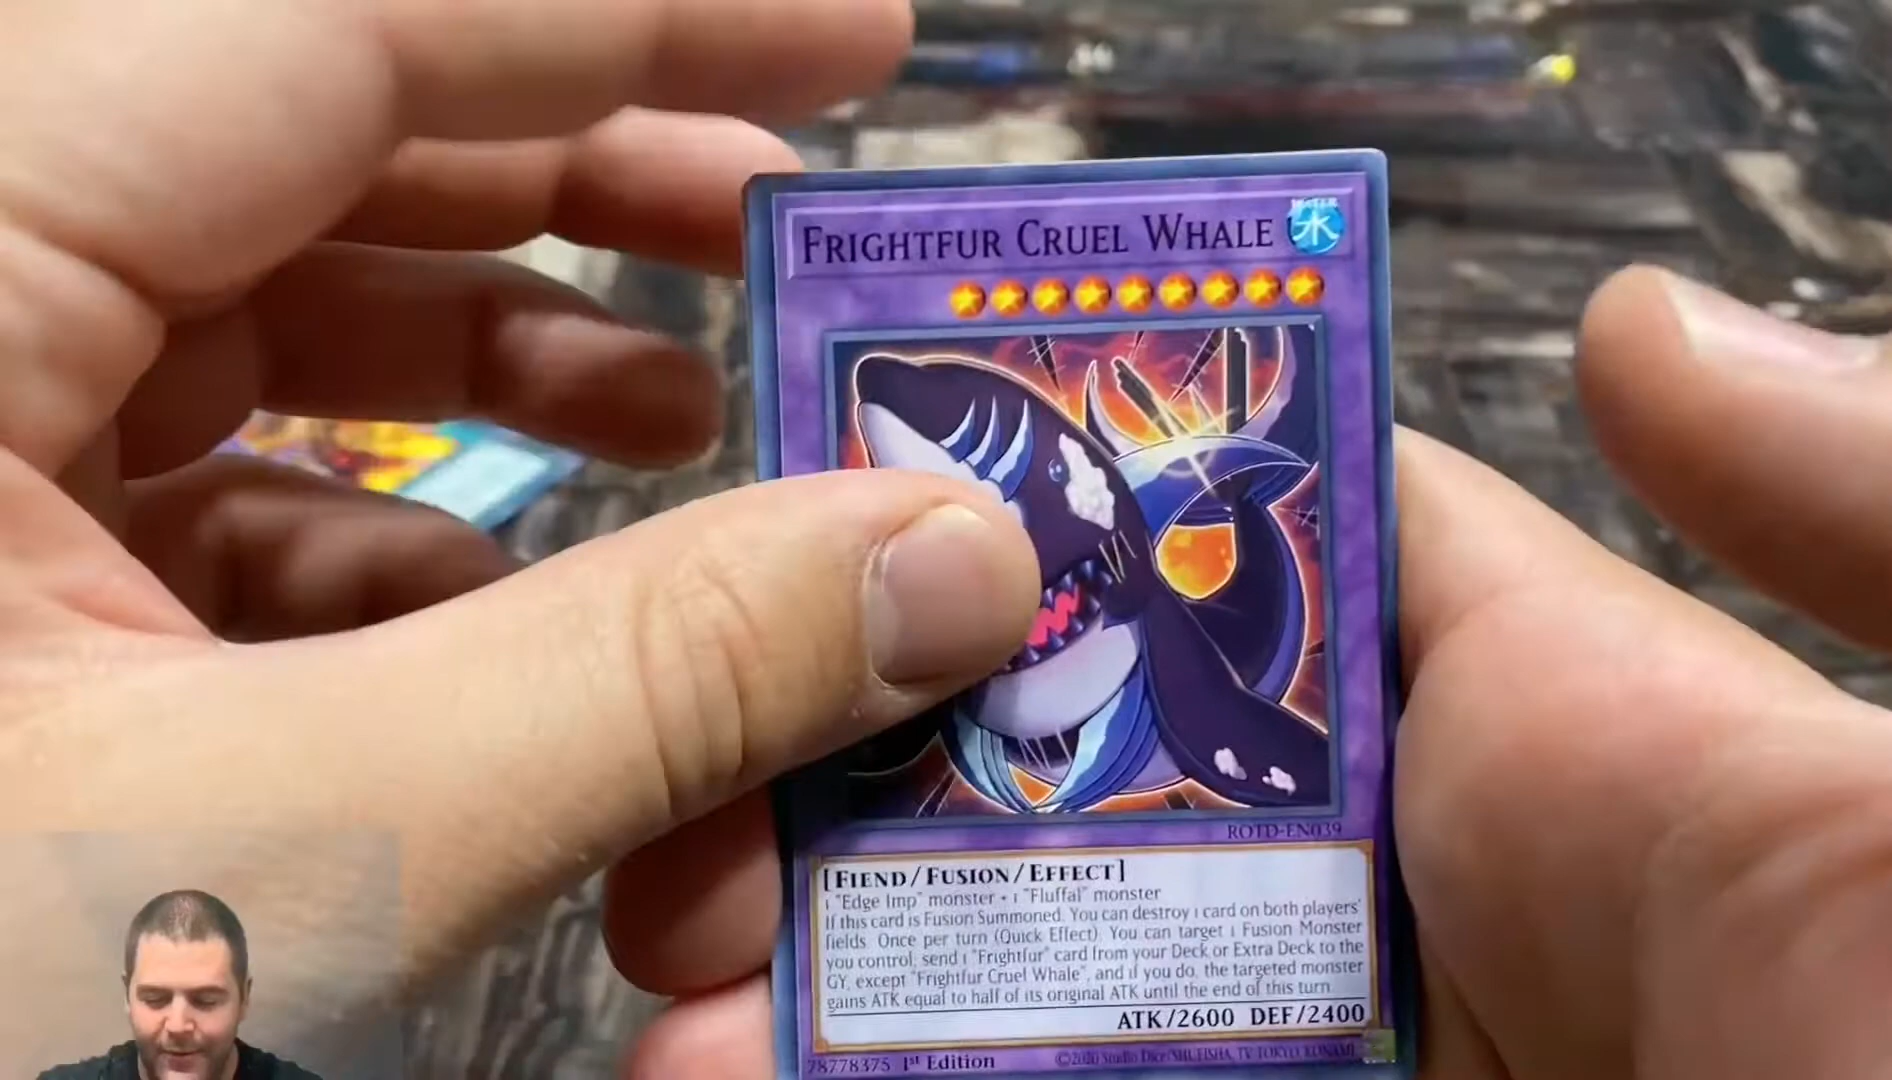 FRIGHTFUR CRUEL WHALE
WATER
水
ROTD-EN039
[FIEND/FUSION/EFFECT]
1 "Edge Imp" monster + 1 "Fluffal" monster
If this card is Fusion Summoned: You can destroy 1 card on both players'
fields. Once per turn (Quick Effect): You can target 1 Fusion Monster
you control; send 1 "Frightfur" card from your Deck or Extra Deck to the
GY, except "Frightfur Cruel Whale", and if you do, the targeted monster
gains ATK equal to half of its original ATK until the end of this turn.
ATK/2600 DEF/2400
78778375 1st Edition ©2020 Studio Dice/SHUEISHA, TV TOKYO, KONAMI